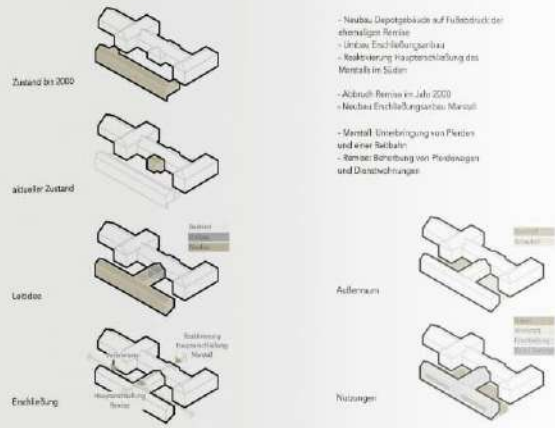 Zustand bis 2000
aktueller Zustand
Leitidee
Erschließung
- Neubau Depotgebäude auf Fußabdruck der
ehemaligen Remise
- Umbau Erschließungsanbau
- Reaktivierung Haupterschließung des
Marstalls im Süden
- Abbruch Remise im Jahr 2000
- Neubau Erschließungsanbau Marstall
- Marstall: Unterbringung von Pferden
und einer Reitbahn
- Remise: Beherbung von Pferdewagen
und Dienstwohnungen
Reaktivierung
Haupterschließung
Marstall
Haupterschließung
Remise
Außenraum
Nutzungen